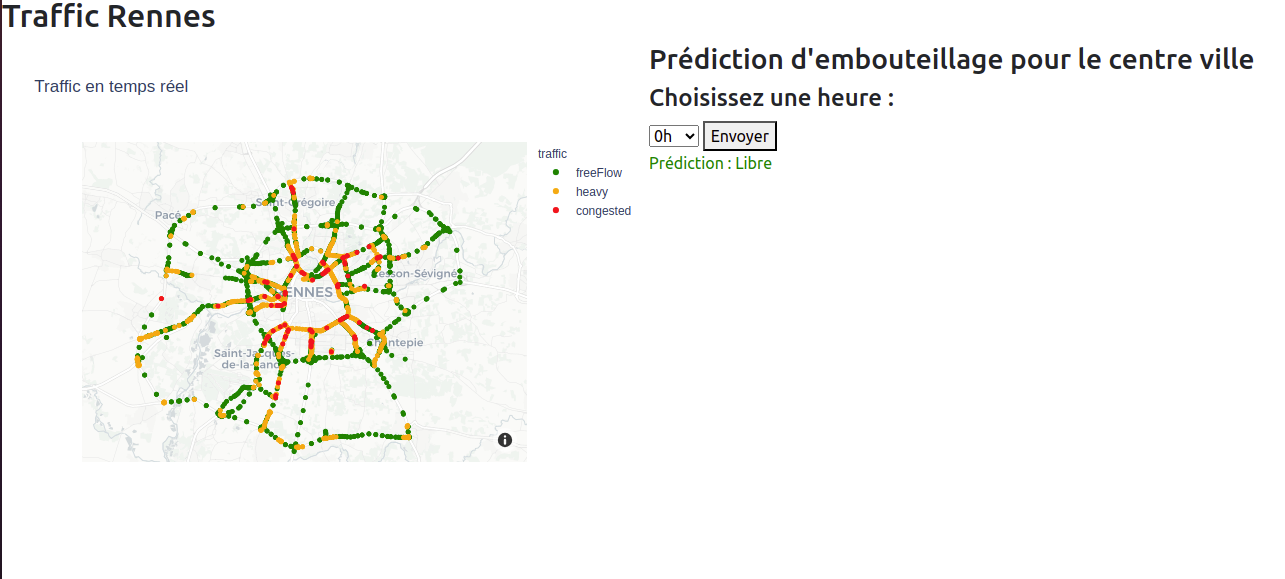 Traffic Rennes
Traffic en temps réel
traffic
freeFlow
heavy
congested
Pacé
Saint-Grégoire
Cesson-Sévigné
RENNES
Chantepie
Saint-Jacques-
de-la-Lande
Prédiction d'embouteillage pour le centre ville
Choisissez une heure :
0h Envoyer
Prédiction : Libre